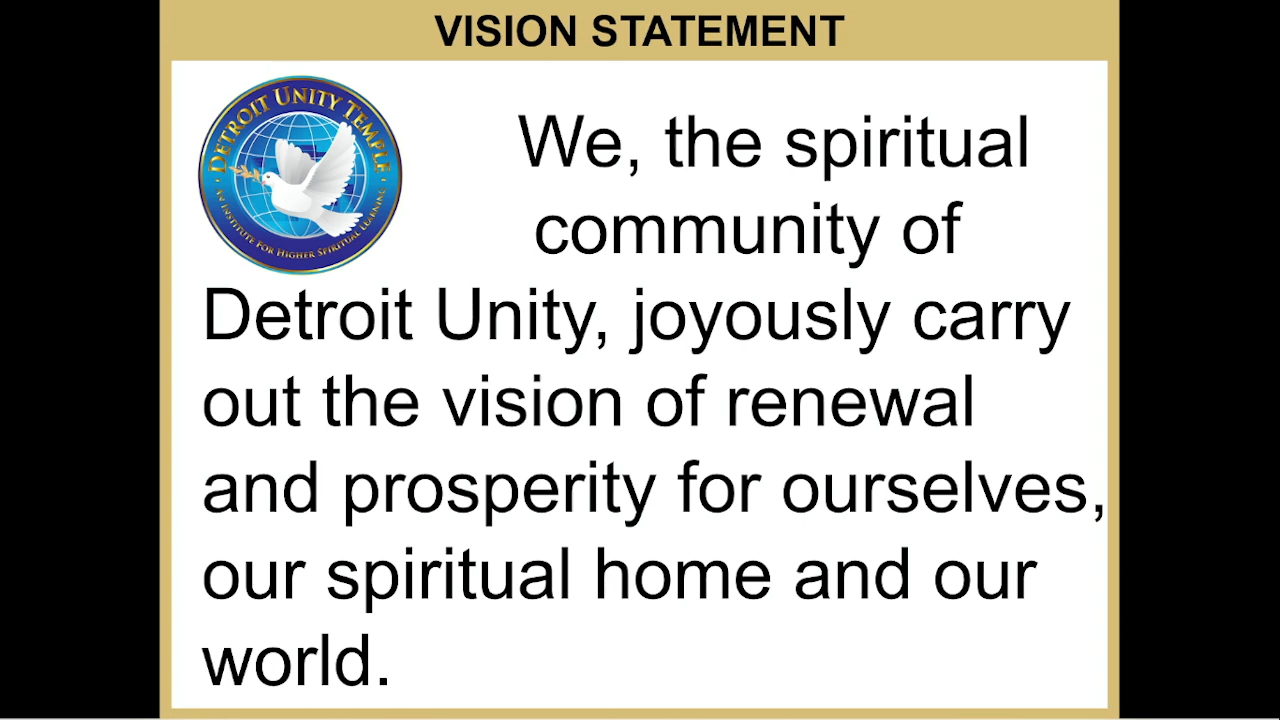 VISION STATEMENT
DETROIT UNITY TEMPLE
AN INSTITUTE FOR HIGHER SPIRITUAL LEARNING
We, the spiritual
community of
Detroit Unity, joyously carry
out the vision of renewal
and prosperity for ourselves,
our spiritual home and our
world.